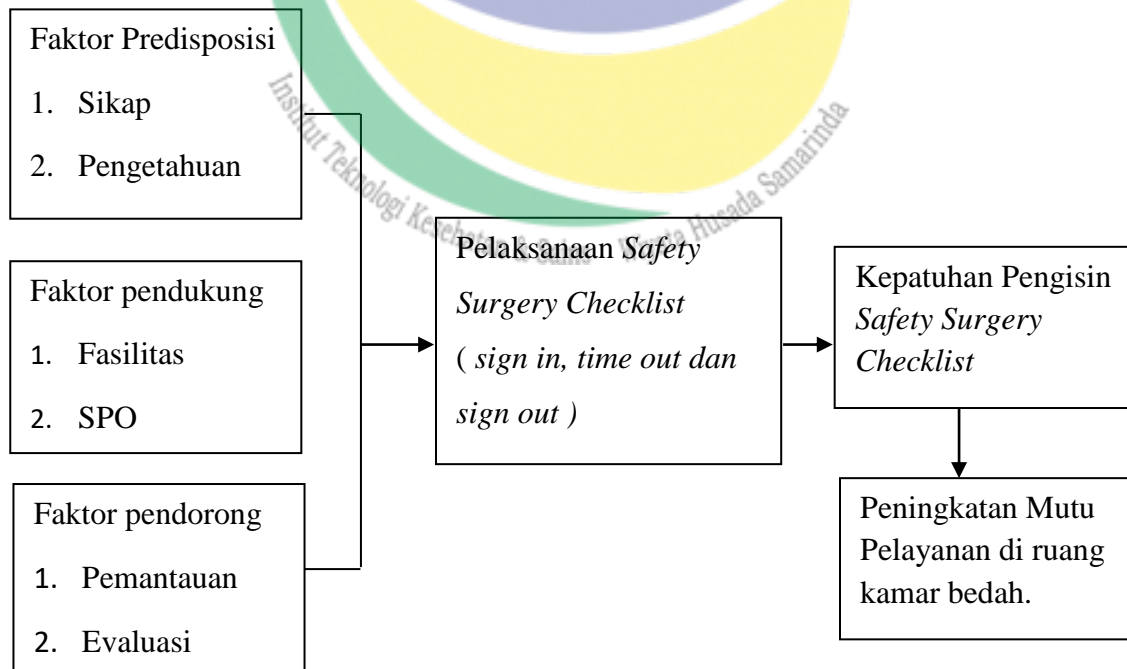 Faktor Predisposisi
1. Sikap
2. Pengetahuan
Faktor pendukung
1. Fasilitas
2. SPO
Faktor pendorong
1. Pemantauan
2. Evaluasi
Institut Teknologi Kesehatan & Sains Wiyata Husada Samarinda
Pelaksanaan Safety
Surgery Checklist
( sign in, time out dan
sign out )
Kepatuhan Pengisin
Safety Surgery
Checklist
Peningkatan Mutu
Pelayanan di ruang
kamar bedah.